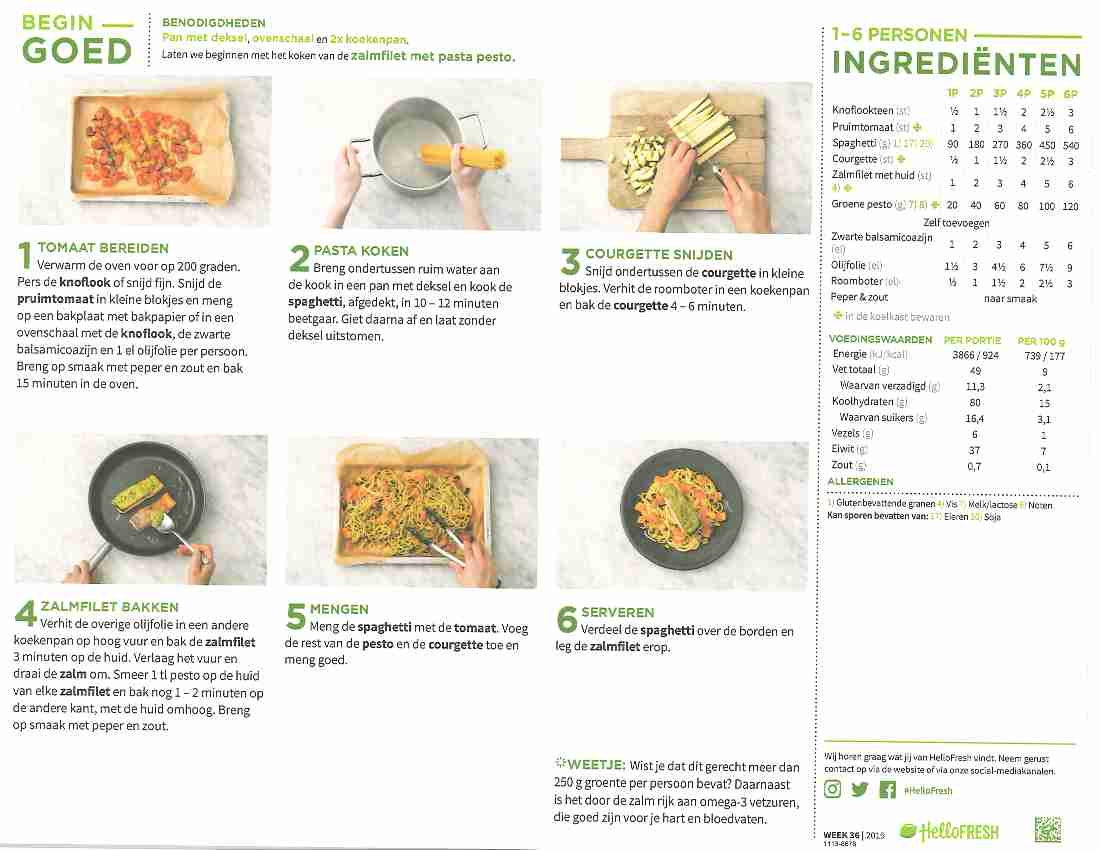 BEGIN
GOED
BENODIGDHEDEN
Pan met deksel, ovenschaal en 2x koekenpan.
Laten we beginnen met het koken van de zalmfilet met pasta pesto.
1 TOMAAT BEREIDEN
Verwarm de oven voor op 200 graden.
Pers de knoflook of snijd fijn. Snijd de
pruimtomaat in kleine blokjes en meng
op een bakplaat met bakpapier of in een
ovenschaal met de knoflook, de zwarte
balsamicoazijn en 1 el olijfolie per persoon.
Breng op smaak met peper en zout en bak
15 minuten in de oven.
2 PASTA KOKEN
Breng ondertussen ruim water aan
de kook in een pan met deksel en kook de
spaghetti, afgedekt, in 10 – 12 minuten
beetgaar. Giet daarna af en laat zonder
deksel uitstomen.
3 COURGETTE SNIJDEN
Snijd ondertussen de courgette in kleine
blokjes. Verhit de roomboter in een koekenpan
en bak de courgette 4 – 6 minuten.
4 ZALMFILET BAKKEN
Verhit de overige olijfolie in een andere
koekenpan op hoog vuur en bak de zalmfilet
3 minuten op de huid. Verlaag het vuur en
draai de zalm om. Smeer 1 tl pesto op de huid
van elke zalmfilet en bak nog 1 – 2 minuten op
de andere kant, met de huid omhoog. Breng
op smaak met peper en zout.
5 MENGEN
Meng de spaghetti met de tomaat. Voeg
de rest van de pesto en de courgette toe en
meng goed.
6 SERVEREN
Verdeel de spaghetti over de borden en
leg de zalmfilet erop.
WEETJE: Wist je dat dit gerecht meer dan
250 g groente per persoon bevat? Daarnaast
is het door de zalm rijk aan omega-3 vetzuren,
die goed zijn voor je hart en bloedvaten.
1–6 PERSONEN
INGREDIËNTEN
1P 2P 3P 4P 5P 6P
Knoflookteen (st) ½ 1 1½ 2 2½ 3
Pruimtomaat (st) 1 2 3 4 5 6
Spaghetti (g) 1) 17) 20) 90 180 270 360 450 540
Courgette (st) ½ 1 1½ 2 2½ 3
Zalmfilet met huid (st)
4) 1 2 3 4 5 6
Groene pesto (g) 7) 8) 20 40 60 80 100 120
Zelf toevoegen
Zwarte balsamicoazijn
(el) 1 2 3 4 5 6
Olijfolie (el) 1½ 3 4½ 6 7½ 9
Roomboter (el) ½ 1 1½ 2 2½ 3
Peper & zout naar smaak
in de koelkast bewaren
VOEDINGSWAARDEN PER PORTIE PER 100 g
Energie (kJ/kcal) 3866 / 924 739 / 177
Vet totaal (g) 49 9
Waarvan verzadigd (g) 11,3 2,1
Koolhydraten (g) 80 15
Waarvan suikers (g) 16,4 3,1
Vezels (g) 6 1
Eiwit (g) 37 7
Zout (g) 0,7 0,1
ALLERGENEN
1) Glutenbevattende granen 4) Vis 7) Melk/lactose 8) Noten
Kan sporen bevatten van: 17) Eieren 20) Soja
Wij horen graag wat jij van HelloFresh vindt. Neem gerust
contact op via de website of via onze social-mediakanalen.
#HelloFresh
WEEK 36 | 2019
HelloFRESH